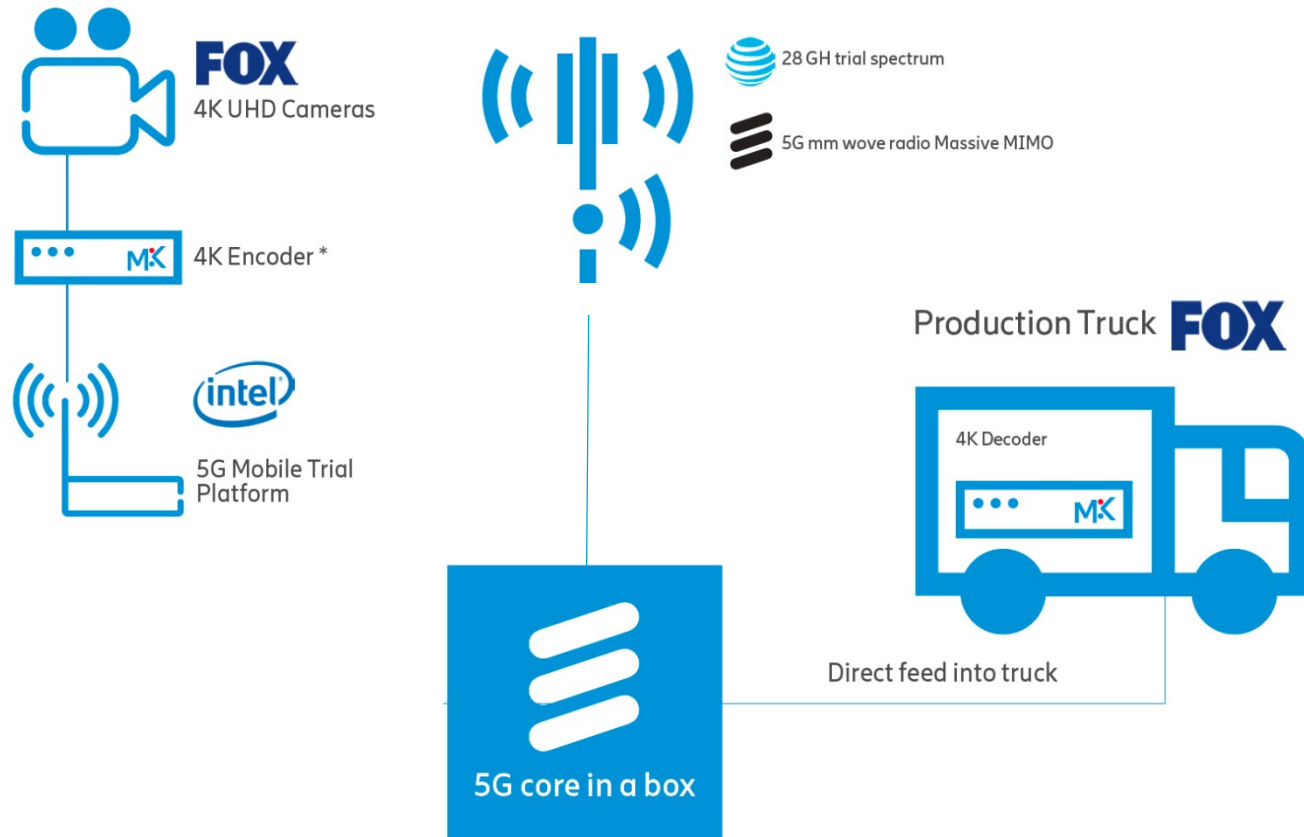 FOX
4K UHD Cameras
MK
4K Encoder *
intel
5G Mobile Trial
Platform
28 GH trial spectrum
5G mm wove radio Massive MIMO
Production Truck FOX
4K Decoder
MK
Direct feed into truck
5G core in a box